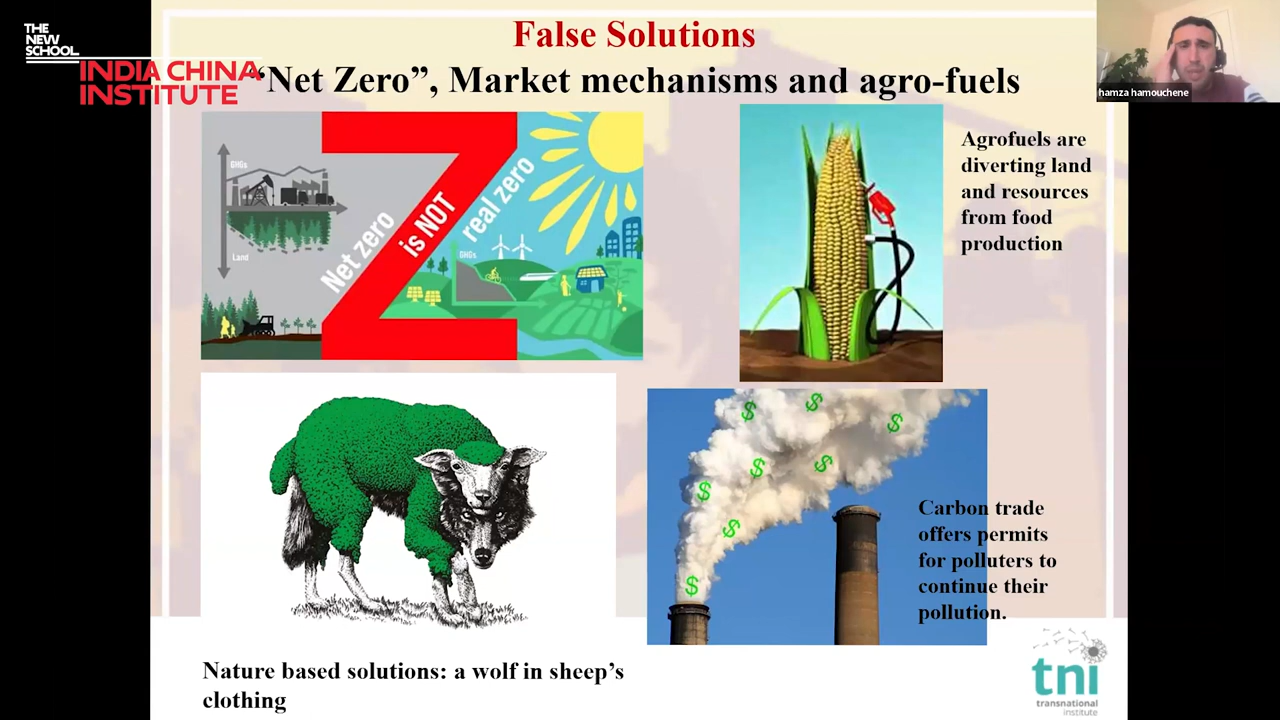 THE
NEW
SCHOOL
INDIA CHINA
INSTITUTE
False Solutions
“Net Zero”, Market mechanisms and agro-fuels
hamza hamouchene
GHGs
Land
Net zero
is NOT
real zero
GHGs
Agrofuels are
diverting land
and resources
from food
production
$
$
$
$
$
$
$
$
Carbon trade
offers permits
for polluters to
continue their
pollution.
Nature based solutions: a wolf in sheep’s
clothing
tni
transnational
institute